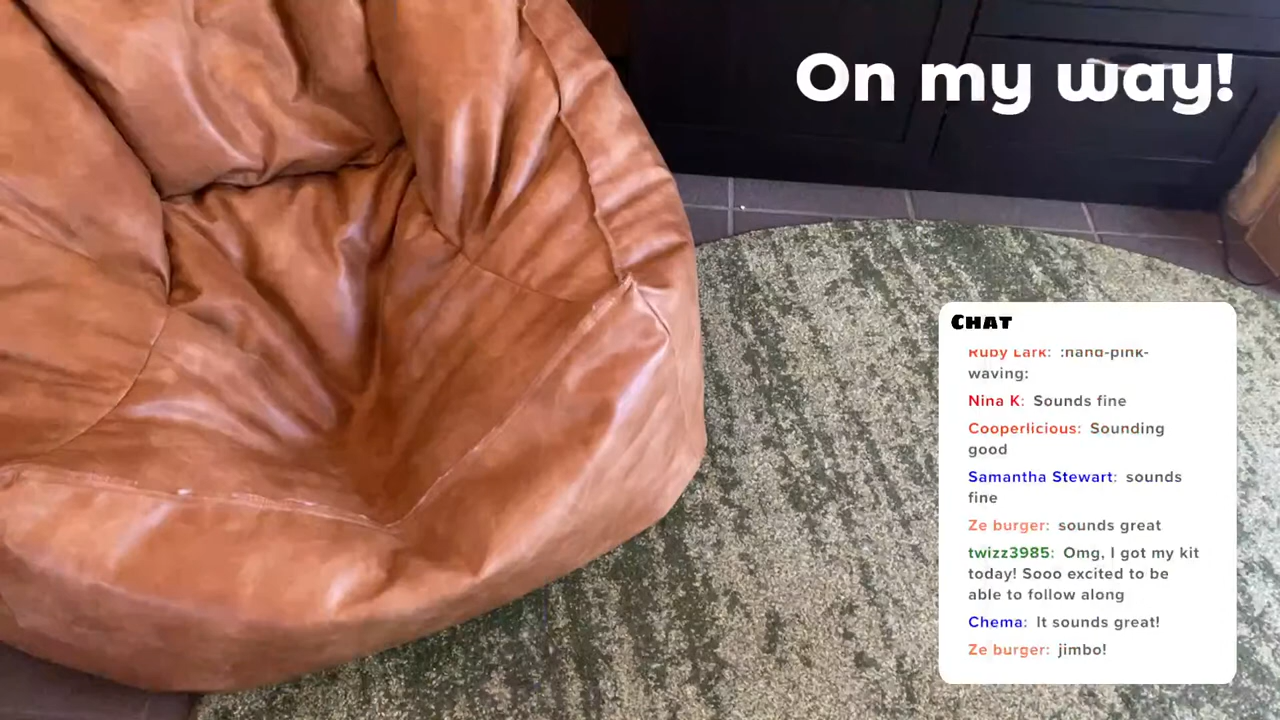 On my way!
Chat
Ruby Lark: :hand-pink-
waving:
Nina K: Sounds fine
Cooperlicious: Sounding
good
Samantha Stewart: sounds
fine
Ze burger: sounds great
twizz3985: Omg, I got my kit
today! Sooo excited to be
able to follow along
Chema: It sounds great!
Ze burger: jimbo!